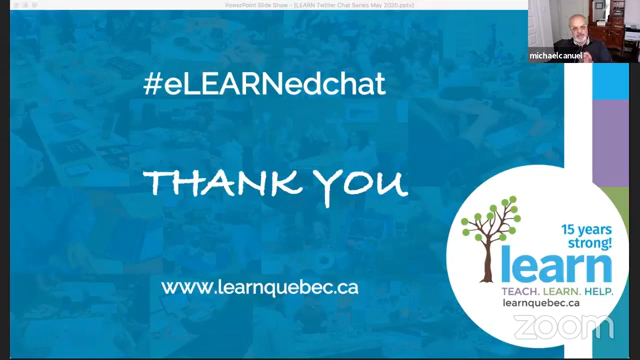 PowerPoint Slide Show - [LEARN Twitter Chat Series May 2020.pptx]
michaelcanuel
#eLEARNedchat
THANK YOU
15 years
strong!
learn
TEACH. LEARN. HELP.
www.learnquebec.ca
learnquebec.ca
zoom